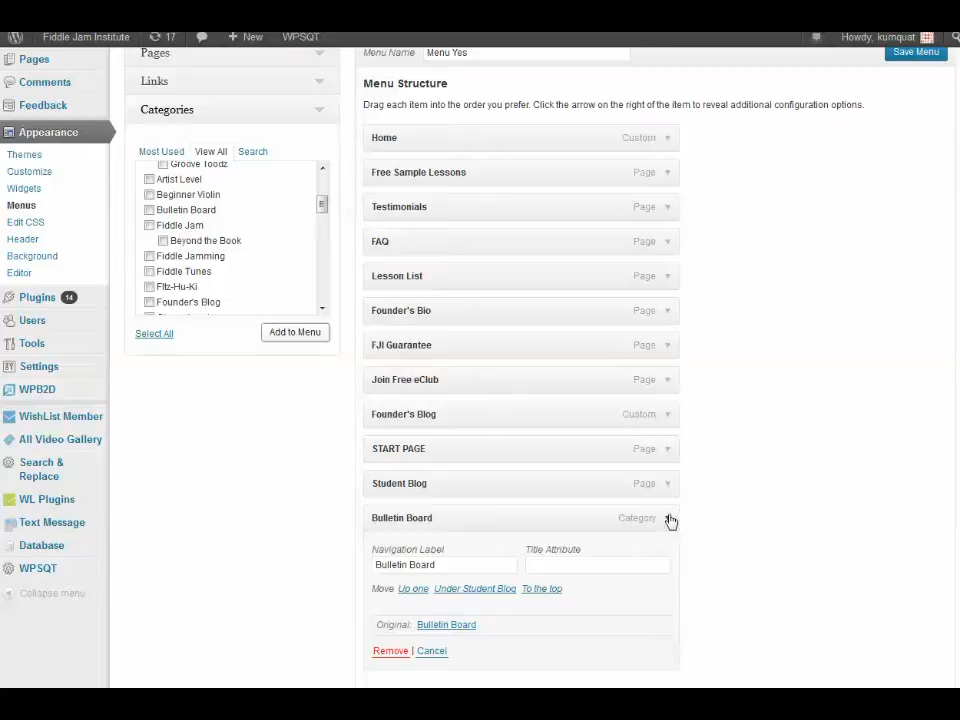 Fiddle Jam Institute 17 + New WPSQT Howdy, kumquat
Pages
Comments
Feedback
Appearance
Themes
Customize
Widgets
Menus
Edit CSS
Header
Background
Editor
Plugins 14
Users
Tools
Settings
WPB2D
WishList Member
All Video Gallery
Search &
Replace
WL Plugins
Text Message
Database
WPSQT
Collapse menu
Pages
Links
Categories
Most Used View All Search
Groove Toodz
Artist Level
Beginner Violin
Bulletin Board
Fiddle Jam
Beyond the Book
Fiddle Jamming
Fiddle Tunes
Fltz-Hu-Ki
Founder's Blog
Select All Add to Menu
Menu Name Menu Yes Save Menu
Menu Structure
Drag each item into the order you prefer. Click the arrow on the right of the item to reveal additional configuration options.
Home Custom
Free Sample Lessons Page
Testimonials Page
FAQ Page
Lesson List Page
Founder's Bio Page
FJI Guarantee Page
Join Free eClub Page
Founder's Blog Custom
START PAGE Page
Student Blog Page
Bulletin Board Category
Navigation Label Title Attribute
Bulletin Board
Move Up one Under Student Blog To the top
Original: Bulletin Board
Remove | Cancel